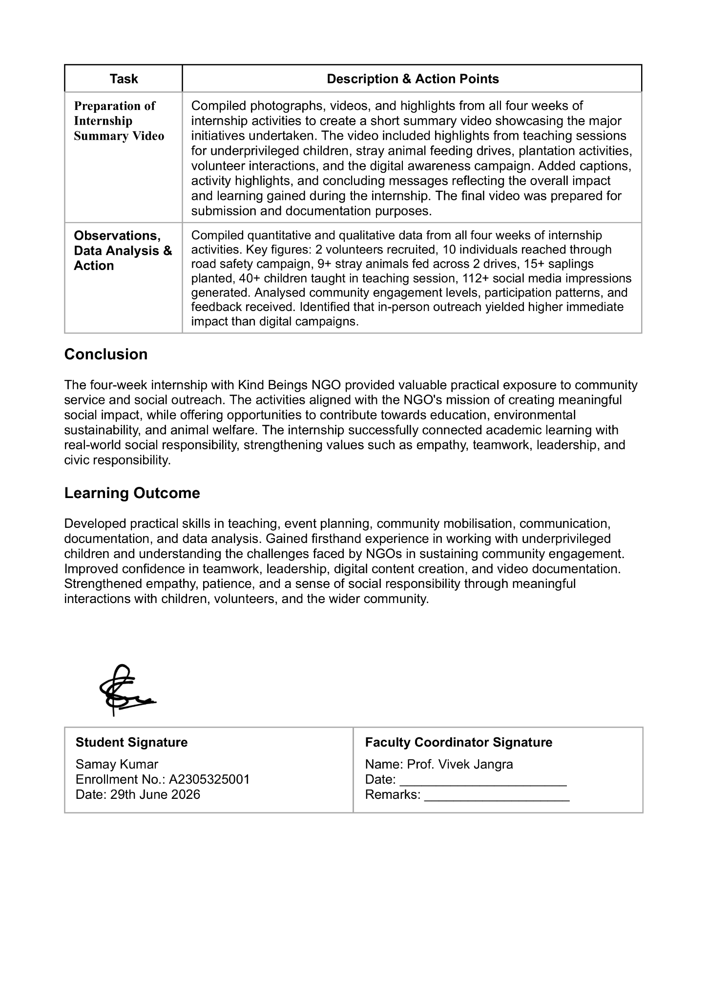 Task
Description & Action Points
Preparation of
Internship
Summary Video
Compiled photographs, videos, and highlights from all four weeks of
internship activities to create a short summary video showcasing the major
initiatives undertaken. The video included highlights from teaching sessions
for underprivileged children, stray animal feeding drives, plantation activities,
volunteer interactions, and the digital awareness campaign. Added captions,
activity highlights, and concluding messages reflecting the overall impact
and learning gained during the internship. The final video was prepared for
submission and documentation purposes.
Observations,
Data Analysis &
Action
Compiled quantitative and qualitative data from all four weeks of internship
activities. Key figures: 2 volunteers recruited, 10 individuals reached through
road safety campaign, 9+ stray animals fed across 2 drives, 15+ saplings
planted, 40+ children taught in teaching session, 112+ social media impressions
generated. Analysed community engagement levels, participation patterns, and
feedback received. Identified that in-person outreach yielded higher immediate
impact than digital campaigns.
Conclusion
The four-week internship with Kind Beings NGO provided valuable practical exposure to community
service and social outreach. The activities aligned with the NGO's mission of creating meaningful
social impact, while offering opportunities to contribute towards education, environmental
sustainability, and animal welfare. The internship successfully connected academic learning with
real-world social responsibility, strengthening values such as empathy, teamwork, leadership, and
civic responsibility.
Learning Outcome
Developed practical skills in teaching, event planning, community mobilisation, communication,
documentation, and data analysis. Gained firsthand experience in working with underprivileged
children and understanding the challenges faced by NGOs in sustaining community engagement.
Improved confidence in teamwork, leadership, digital content creation, and video documentation.
Strengthened empathy, patience, and a sense of social responsibility through meaningful
interactions with children, volunteers, and the wider community.
Student Signature
Samay Kumar
Enrollment No.: A2305325001
Date: 29th June 2026
Faculty Coordinator Signature
Name: Prof. Vivek Jangra
Date: _______________________
Remarks: ____________________